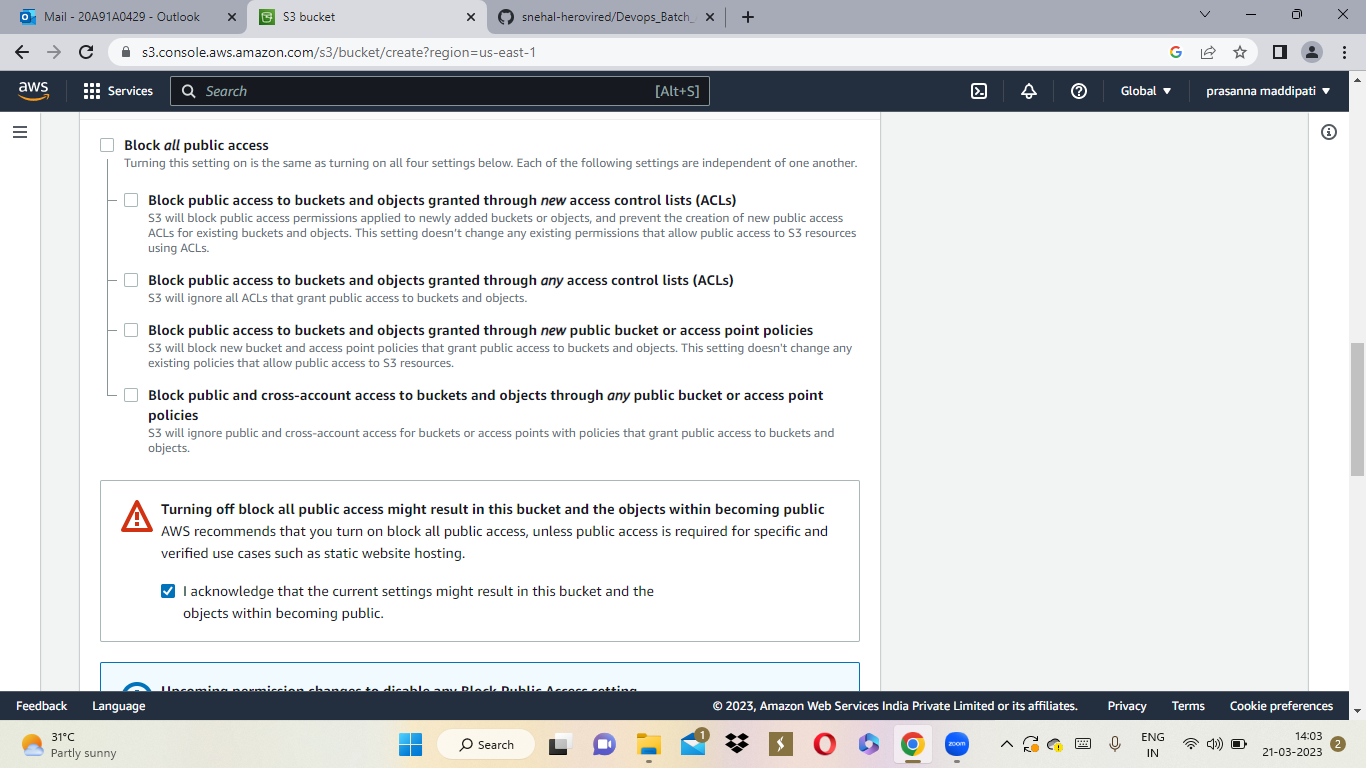 Mail - 20A91A0429 - Outlook
S3 bucket
snehal-herovired/Devops_Batch_
s3.console.aws.amazon.com/s3/bucket/create?region=us-east-1
aws
Services
Search
[Alt+S]
Global
prasanna maddipati
Block all public access
Turning this setting on is the same as turning on all four settings below. Each of the following settings are independent of one another.
Block public access to buckets and objects granted through new access control lists (ACLs)
S3 will block public access permissions applied to newly added buckets or objects, and prevent the creation of new public access
ACLs for existing buckets and objects. This setting doesn't change any existing permissions that allow public access to S3 resources
using ACLs.
Block public access to buckets and objects granted through any access control lists (ACLs)
S3 will ignore all ACLs that grant public access to buckets and objects.
Block public access to buckets and objects granted through new public bucket or access point policies
S3 will block new bucket and access point policies that grant public access to buckets and objects. This setting doesn't change any
existing policies that allow public access to S3 resources.
Block public and cross-account access to buckets and objects through any public bucket or access point
policies
S3 will ignore public and cross-account access for buckets or access points with policies that grant public access to buckets and
objects.
Turning off block all public access might result in this bucket and the objects within becoming public
AWS recommends that you turn on block all public access, unless public access is required for specific and
verified use cases such as static website hosting.
I acknowledge that the current settings might result in this bucket and the
objects within becoming public.
Upcoming permission changes to disable any Block Public Access setting
Feedback
Language
© 2023, Amazon Web Services India Private Limited or its affiliates.
Privacy
Terms
Cookie preferences
31°C
Partly sunny
Search
1
S
zoom
ENG
IN
14:03
21-03-2023
2